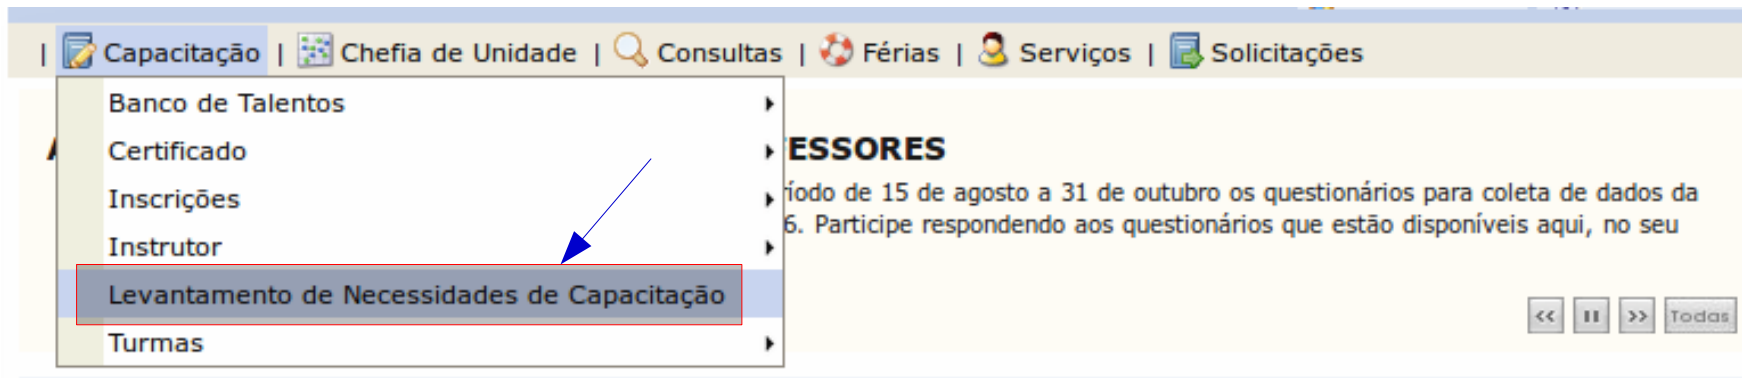 | Capacitação | Chefia de Unidade | Consultas | Férias | Serviços | Solicitações
Banco de Talentos
Certificado
Inscrições
Instrutor
Levantamento de Necessidades de Capacitação
Turmas
ESSORES
de 15 de agosto a 31 de outubro os questionários para coleta de dados da
6. Participe respondendo aos questionários que estão disponíveis aqui, no seu
<< II >> Todas